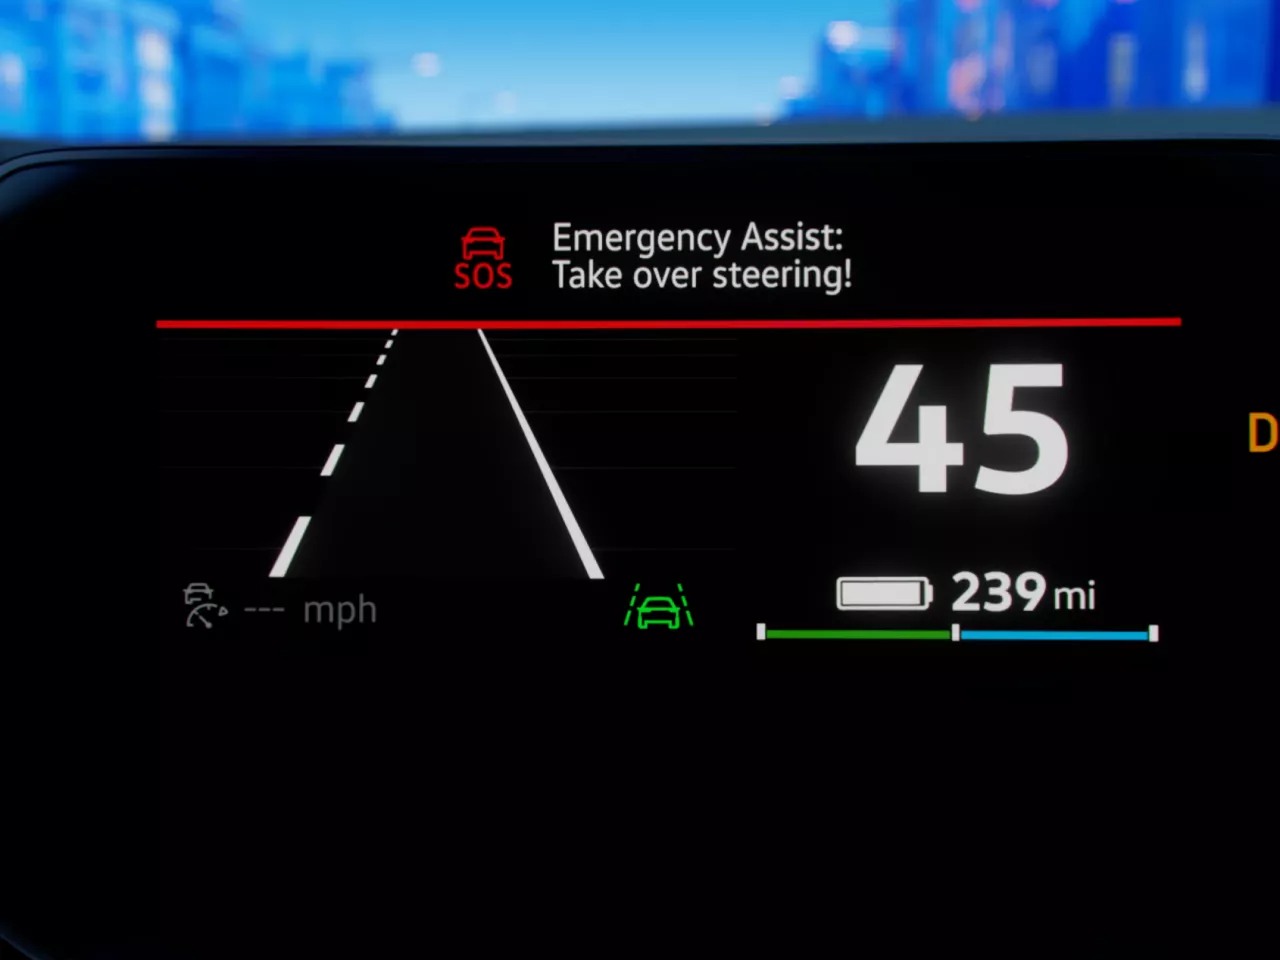 SOS
Emergency Assist:
Take over steering!
45
D
--- mph
239 mi